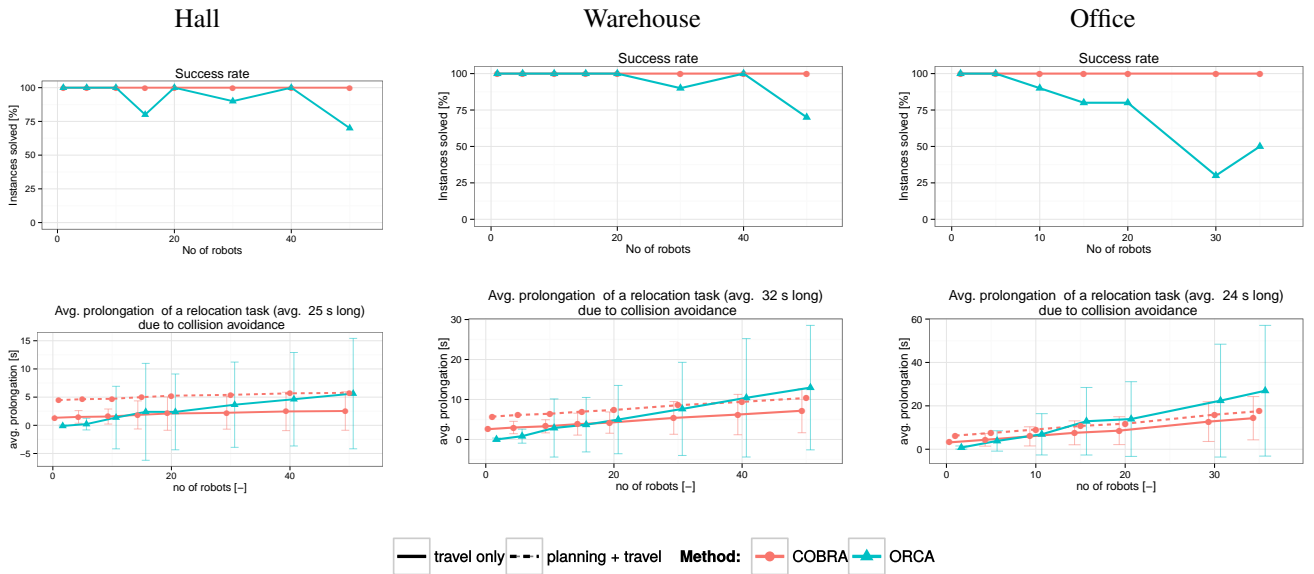 Hall
Warehouse
Office
Success rate
Instances solved [%]
100
75
50
25
0
0
20
40
No of robots
Success rate
Instances solved [%]
100
75
50
25
0
0
20
40
No of robots
Success rate
Instances solved [%]
100
75
50
25
0
0
10
20
30
No of robots
Avg. prolongation of a relocation task (avg. 25 s long)
due to collision avoidance
avg. prolongation [s]
15
10
5
0
−5
0
20
40
no of robots [−]
Avg. prolongation of a relocation task (avg. 32 s long)
due to collision avoidance
avg. prolongation [s]
30
20
10
0
0
20
40
no of robots [−]
Avg. prolongation of a relocation task (avg. 24 s long)
due to collision avoidance
avg. prolongation [s]
60
40
20
0
0
10
20
30
no of robots [−]
travel only planning + travel Method: COBRA ORCA